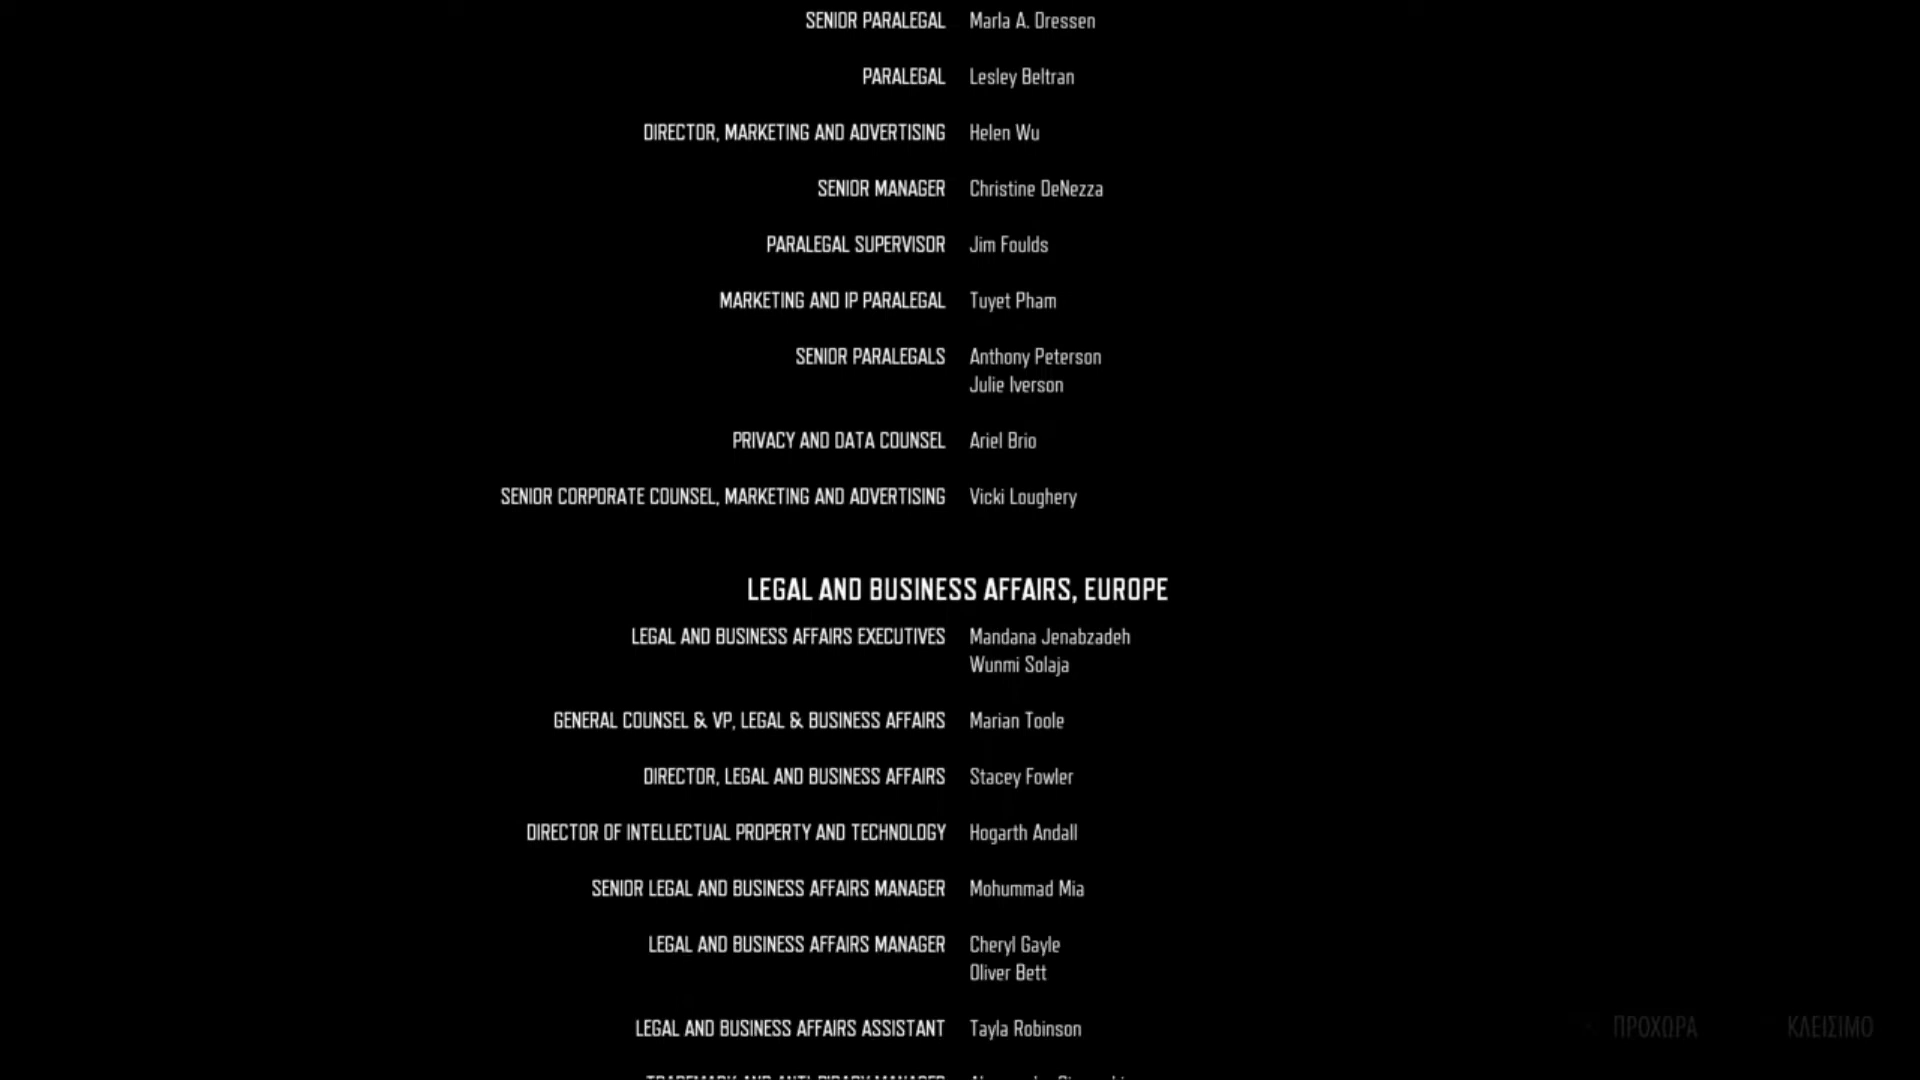 SENIOR PARALEGAL Marla A. Dressen
PARALEGAL Lesley Beltran
DIRECTOR, MARKETING AND ADVERTISING Helen Wu
SENIOR MANAGER Christine DeNezza
PARALEGAL SUPERVISOR Jim Foulds
MARKETING AND IP PARALEGAL Tuyet Pham
SENIOR PARALEGALS Anthony Peterson
Julie Iverson
PRIVACY AND DATA COUNSEL Ariel Brio
SENIOR CORPORATE COUNSEL, MARKETING AND ADVERTISING Vicki Loughery
LEGAL AND BUSINESS AFFAIRS, EUROPE
LEGAL AND BUSINESS AFFAIRS EXECUTIVES Mandana Jenabzadeh
Wunmi Solaja
GENERAL COUNSEL & VP, LEGAL & BUSINESS AFFAIRS Marian Toole
DIRECTOR, LEGAL AND BUSINESS AFFAIRS Stacey Fowler
DIRECTOR OF INTELLECTUAL PROPERTY AND TECHNOLOGY Hogarth Andall
SENIOR LEGAL AND BUSINESS AFFAIRS MANAGER Mohummad Mia
LEGAL AND BUSINESS AFFAIRS MANAGER Cheryl Gayle
Oliver Bett
LEGAL AND BUSINESS AFFAIRS ASSISTANT Tayla Robinson
ΠΡΟΧΩΡΑ ΚΛΕΙΣΙΜΟ
TRADEMARK AND ANTI-PIRACY MANAGER